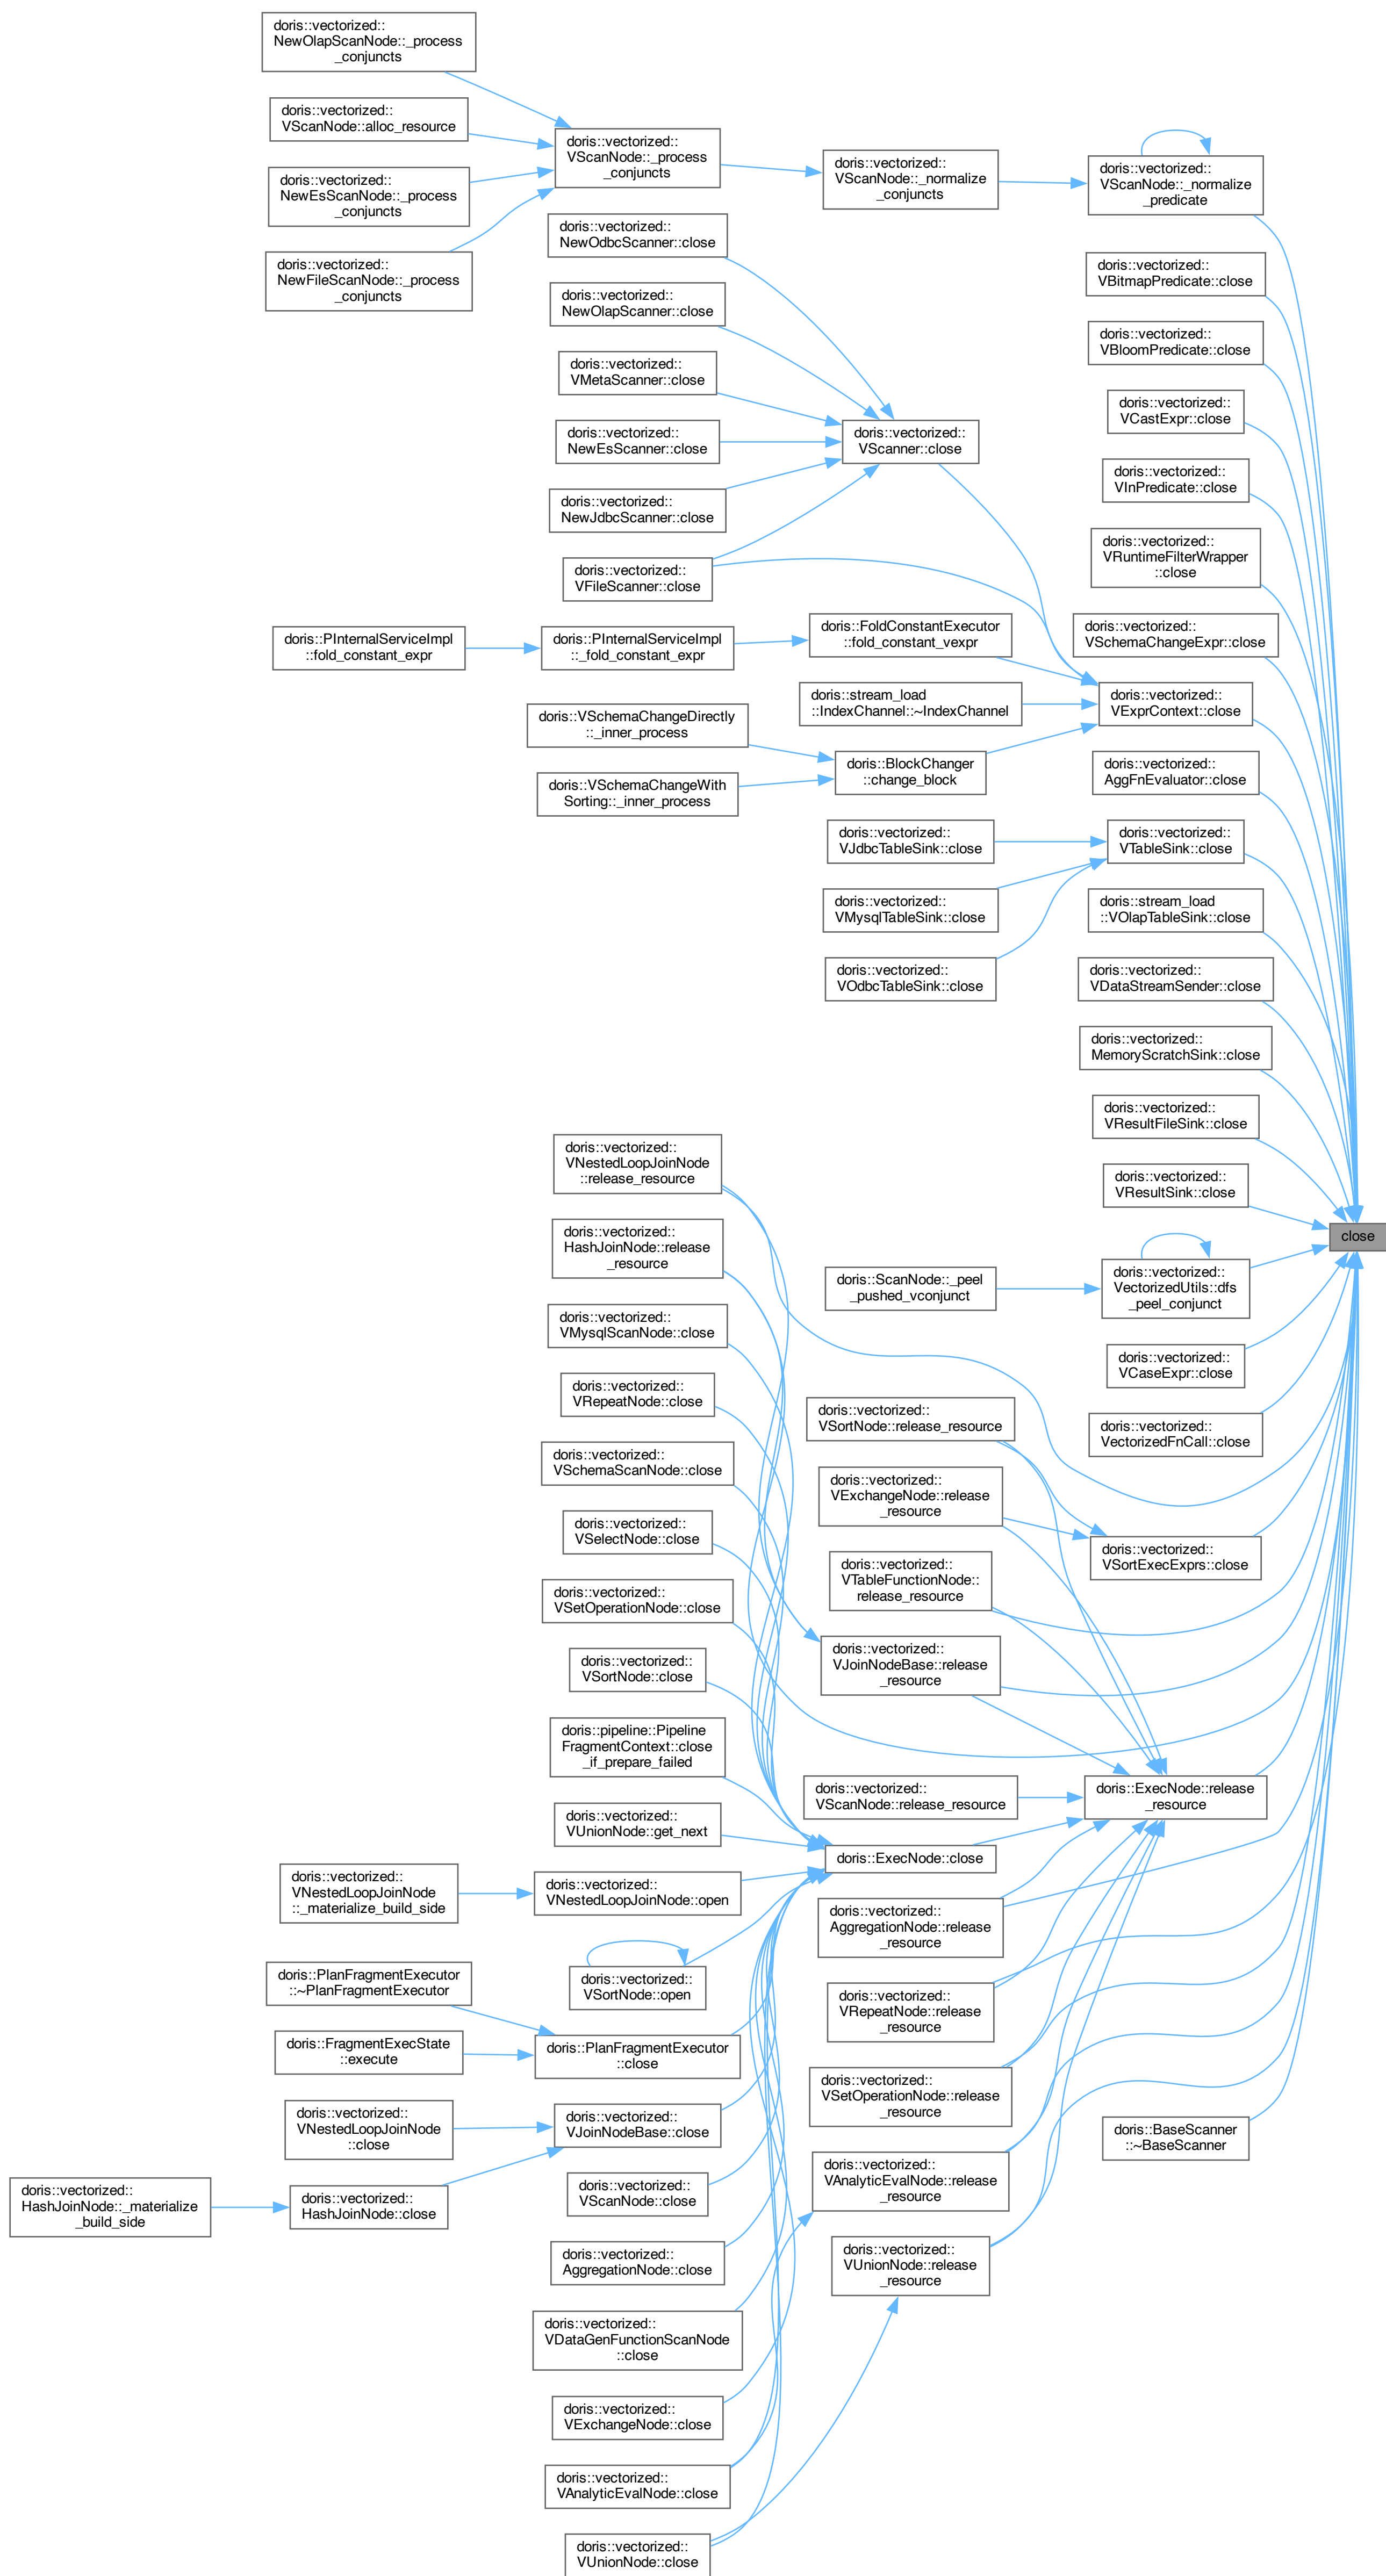 doris::vectorized::
NewOlapScanNode::_process
_conjuncts
doris::vectorized::
VScanNode::alloc_resource
doris::vectorized::
NewEsScanNode::_process
_conjuncts
doris::vectorized::
NewFileScanNode::_process
_conjuncts
doris::vectorized::
VScanNode::_process
_conjuncts
doris::vectorized::
VScanNode::_normalize
_conjuncts
doris::vectorized::
VScanNode::_normalize
_predicate
doris::vectorized::
NewOdbcScanner::close
doris::vectorized::
NewOlapScanner::close
doris::vectorized::
VMetaScanner::close
doris::vectorized::
NewEsScanner::close
doris::vectorized::
NewJdbcScanner::close
doris::vectorized::
VFileScanner::close
doris::vectorized::
VScanner::close
doris::vectorized::
VBitmapPredicate::close
doris::vectorized::
VBloomPredicate::close
doris::vectorized::
VCastExpr::close
doris::vectorized::
VInPredicate::close
doris::vectorized::
VRuntimeFilterWrapper
::close
doris::vectorized::
VSchemaChangeExpr::close
doris::PInternalServiceImpl
::fold_constant_expr
doris::PInternalServiceImpl
::_fold_constant_expr
doris::FoldConstantExecutor
::fold_constant_vexpr
doris::stream_load
::IndexChannel::~IndexChannel
doris::vectorized::
VExprContext::close
doris::VSchemaChangeDirectly
::_inner_process
doris::VSchemaChangeWith
Sorting::_inner_process
doris::BlockChanger
::change_block
doris::vectorized::
AggFnEvaluator::close
doris::vectorized::
VJdbcTableSink::close
doris::vectorized::
VMysqlTableSink::close
doris::vectorized::
VOdbcTableSink::close
doris::vectorized::
VTableSink::close
doris::stream_load
::VOlapTableSink::close
doris::vectorized::
VDataStreamSender::close
doris::vectorized::
MemoryScratchSink::close
doris::vectorized::
VResultFileSink::close
doris::vectorized::
VResultSink::close
close
doris::ScanNode::_peel
_pushed_vconjunct
doris::vectorized::
VectorizedUtils::dfs
_peel_conjunct
doris::vectorized::
VCaseExpr::close
doris::vectorized::
VectorizedFnCall::close
doris::vectorized::
VNestedLoopJoinNode
::release_resource
doris::vectorized::
HashJoinNode::release
_resource
doris::vectorized::
VMysqlScanNode::close
doris::vectorized::
VRepeatNode::close
doris::vectorized::
VSchemaScanNode::close
doris::vectorized::
VSelectNode::close
doris::vectorized::
VSetOperationNode::close
doris::vectorized::
VSortNode::close
doris::pipeline::Pipeline
FragmentContext::close
_if_prepare_failed
doris::vectorized::
VUnionNode::get_next
doris::vectorized::
VSortNode::release_resource
doris::vectorized::
VExchangeNode::release
_resource
doris::vectorized::
VTableFunctionNode::
release_resource
doris::vectorized::
VJoinNodeBase::release
_resource
doris::vectorized::
VSortExecExprs::close
doris::vectorized::
VScanNode::release_resource
doris::ExecNode::release
_resource
doris::ExecNode::close
doris::vectorized::
VNestedLoopJoinNode
::_materialize_build_side
doris::vectorized::
VNestedLoopJoinNode::open
doris::vectorized::
AggregationNode::release
_resource
doris::vectorized::
VSortNode::open
doris::vectorized::
VRepeatNode::release
_resource
doris::PlanFragmentExecutor
::~PlanFragmentExecutor
doris::FragmentExecState
::execute
doris::PlanFragmentExecutor
::close
doris::vectorized::
VSetOperationNode::release
_resource
doris::vectorized::
VNestedLoopJoinNode
::close
doris::vectorized::
VJoinNodeBase::close
doris::BaseScanner
::~BaseScanner
doris::vectorized::
HashJoinNode::_materialize
_build_side
doris::vectorized::
HashJoinNode::close
doris::vectorized::
VScanNode::close
doris::vectorized::
VAnalyticEvalNode::release
_resource
doris::vectorized::
AggregationNode::close
doris::vectorized::
VUnionNode::release
_resource
doris::vectorized::
VDataGenFunctionScanNode
::close
doris::vectorized::
VExchangeNode::close
doris::vectorized::
VAnalyticEvalNode::close
doris::vectorized::
VUnionNode::close